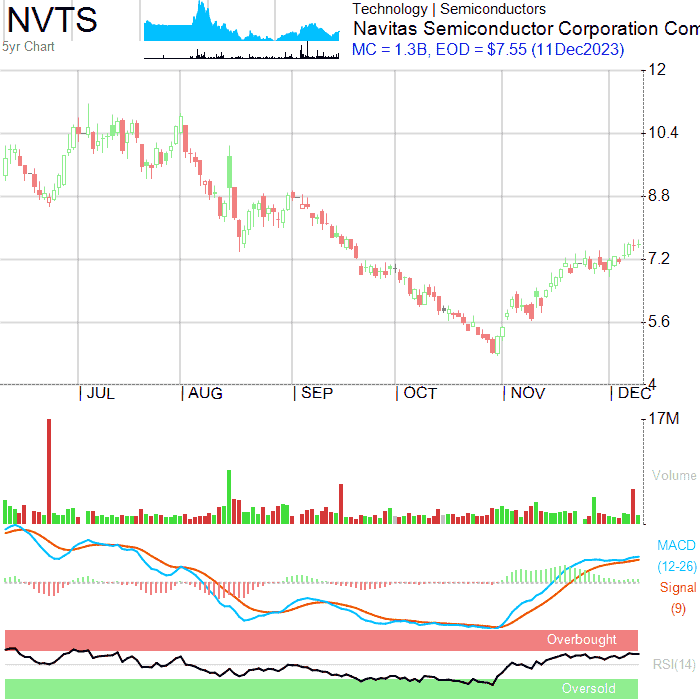 NVTS
5yr Chart
Technology | Semiconductors
Navitas Semiconductor Corporation Com
MC = 1.3B, EOD = $7.55 (11Dec2023)
12
10.4
8.8
7.2
5.6
4
| JUL | AUG | SEP | OCT | NOV | DEC
17M
Volume
MACD
(12-26)
Signal
(9)
Overbought
RSI(14)
Oversold